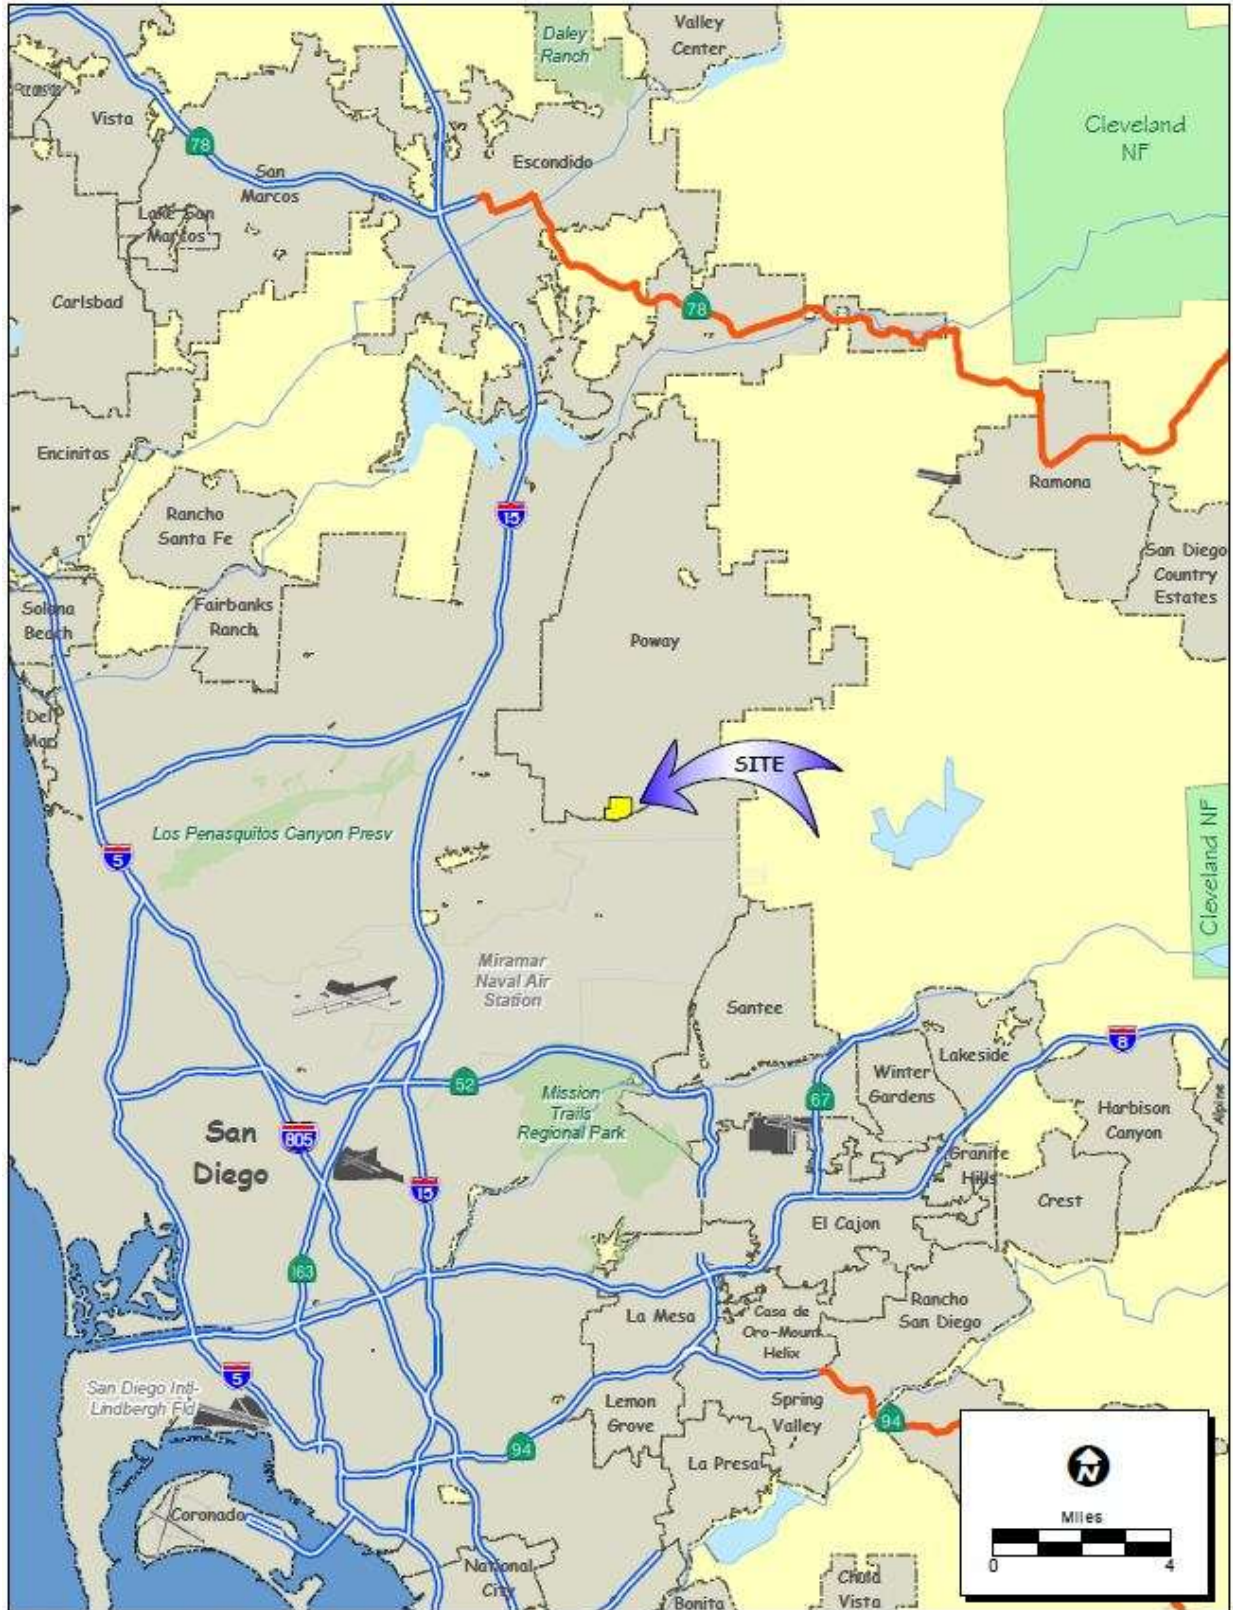 Valley
Center
Daley
Ranch
Vista
78
Escondido
Cleveland
NF
San
Marcos
Lake San
Marcos
Carlsbad
78
Encinitas
Ramona
Rancho
Santa Fe
15
San Diego
Country
Estates
Solana
Beach
Fairbanks
Ranch
Poway
Del
Mar
SITE
Los Penasquitos Canyon Presv
5
Cleveland NF
Miramar
Naval Air
Station
Santee
Lakeside
8
Winter
Gardens
52
67
Mission
Trails
Regional Park
Harbison
Canyon
Alpine
San
Diego
805
15
Granite
Hills
Crest
El Cajon
163
La Mesa
Casa de
Oro-Mount
Helix
Rancho
San Diego
5
San Diego Intl-
Lindbergh Fld
Lemon
Grove
Spring
Valley
94
94
La Presa
Coronado
National
City
Bonita
Chula
Vista
N
Miles
0 4